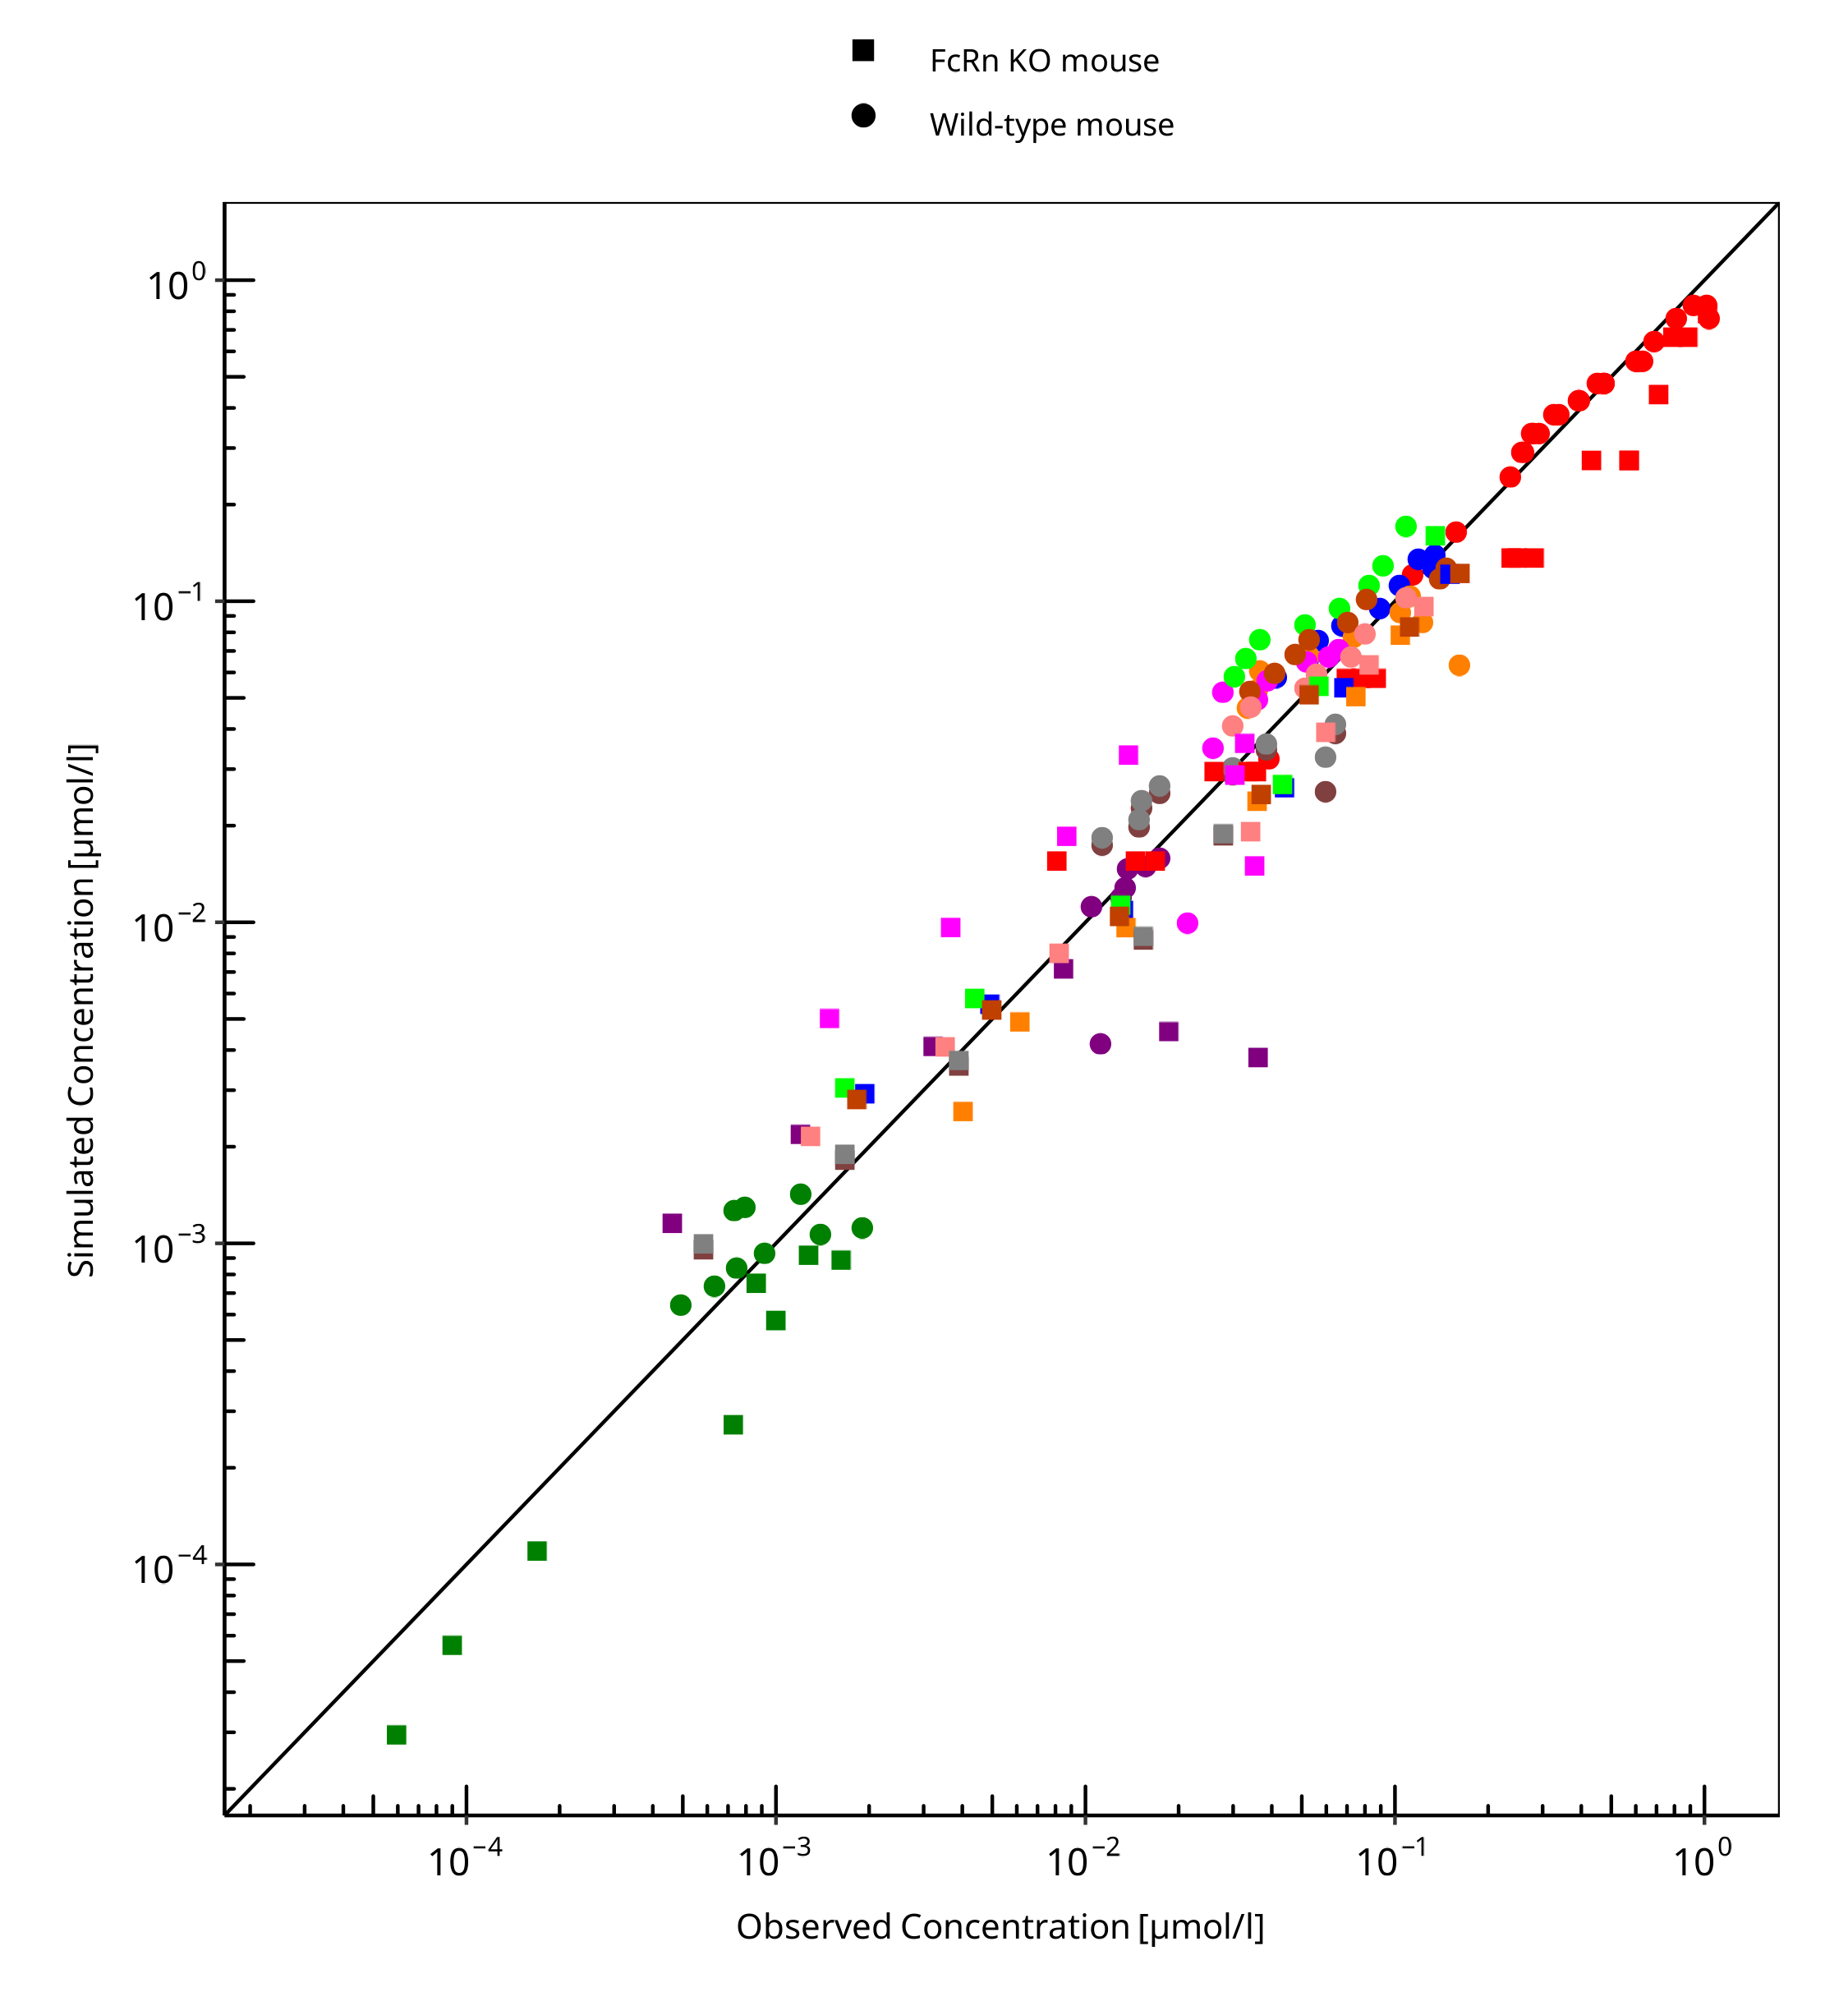 FcRn KO mouse
Wild-type mouse
10⁰
10⁻¹
10⁻²
10⁻³
10⁻⁴
Simulated Concentration [µmol/l]
10⁻⁴ 10⁻³ 10⁻² 10⁻¹ 10⁰
Observed Concentration [µmol/l]